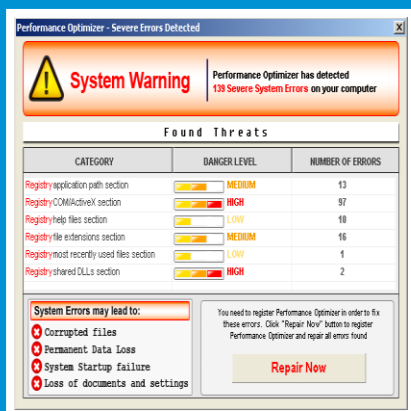 Performance Optimizer - Severe Errors Detected
X
System Warning
Performance Optimizer has detected
139 Severe System Errors on your computer
Found Threats
CATEGORY DANGER LEVEL NUMBER OF ERRORS
Registry application path section MEDIUM 13
Registry COM/ActiveX section HIGH 97
Registry help files section LOW 10
Registry file extensions section MEDIUM 16
Registry most recently used files section LOW 1
Registry shared DLLs section HIGH 2
System Errors may lead to:
Corrupted files
Permanent Data Loss
System Startup failure
Loss of documents and settings
You need to register Performance Optimizer in order to fix
these errors. Click "Repair Now" button to register
Performance Optimizer and repair all errors found
Repair Now